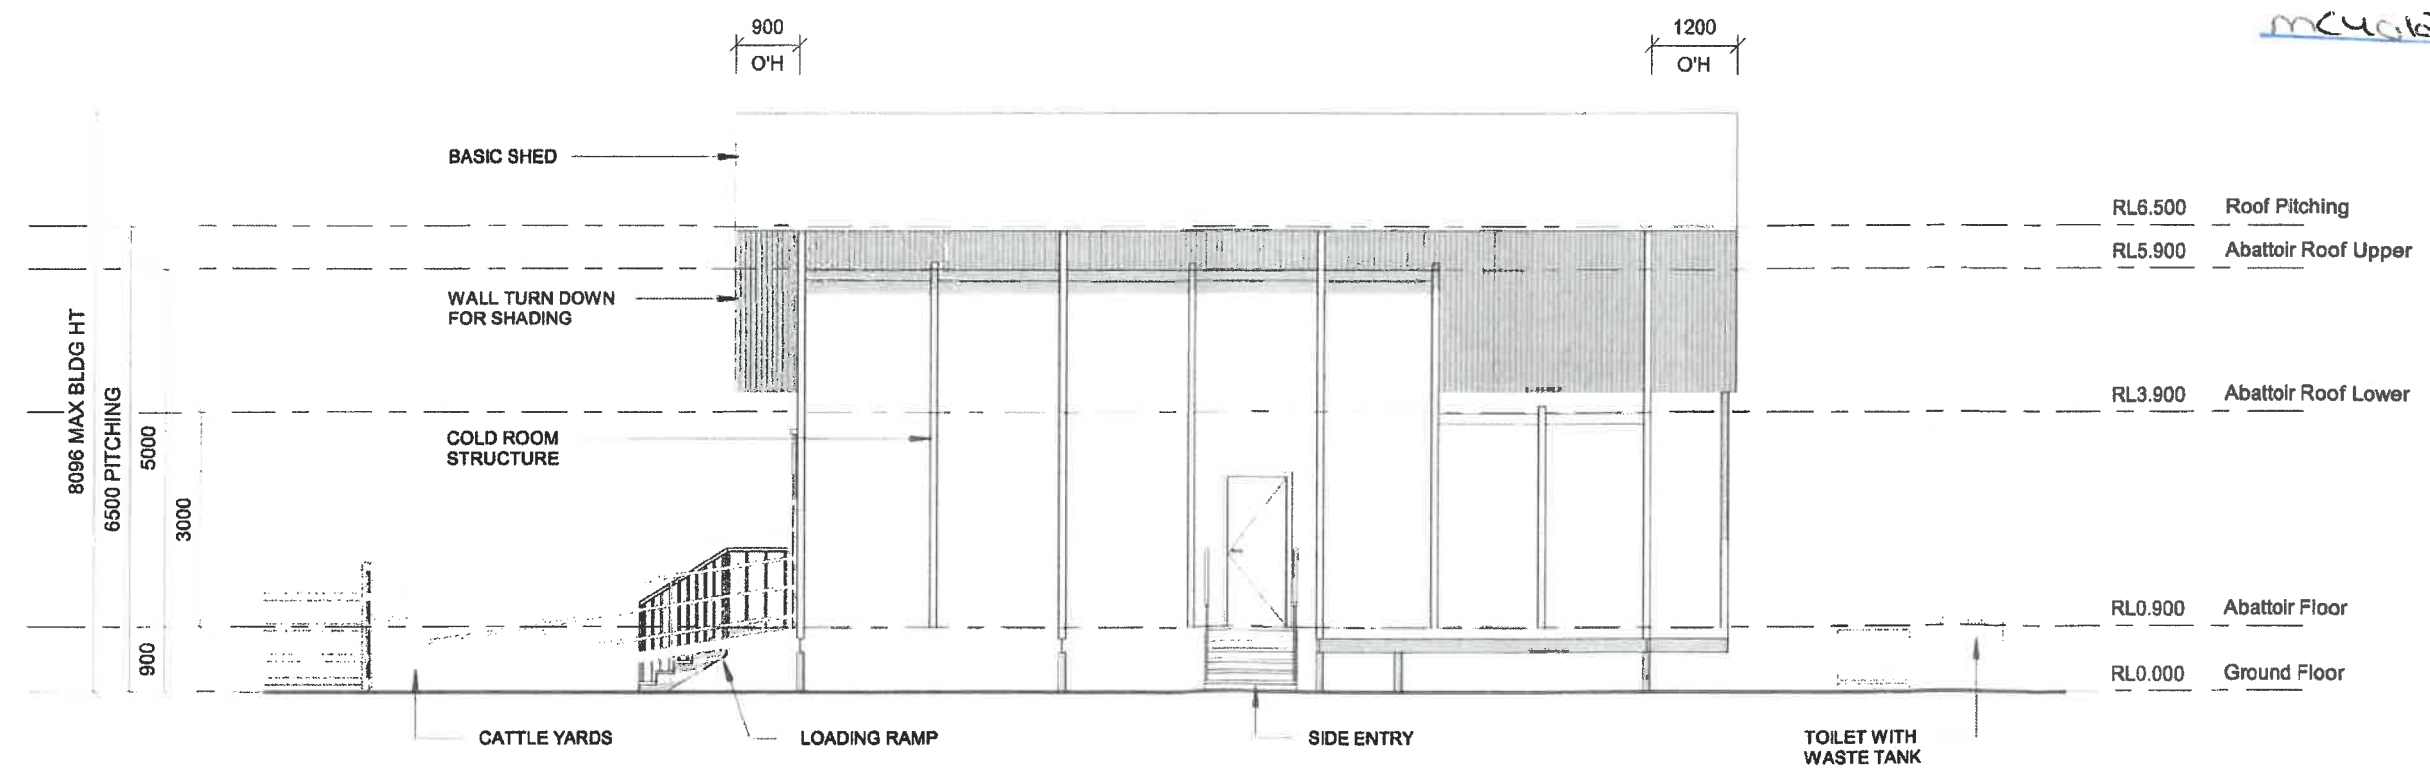 900
O'H
1200
O'H
BASIC SHED
WALL TURN DOWN
FOR SHADING
COLD ROOM
STRUCTURE
8096 MAX BLDG HT
6500 PITCHING
5000
3000
900
RL6.500 Roof Pitching
RL5.900 Abattoir Roof Upper
RL3.900 Abattoir Roof Lower
RL0.900 Abattoir Floor
RL0.000 Ground Floor
CATTLE YARDS
LOADING RAMP
SIDE ENTRY
TOILET WITH
WASTE TANK